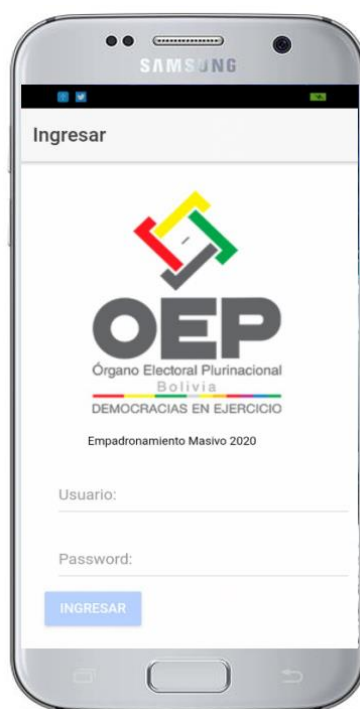 SAMSUNG
Ingresar
OEP
Órgano Electoral Plurinacional
Bolivia
DEMOCRACIAS EN EJERCICIO
Empadronamiento Masivo 2020
Usuario:
Password:
INGRESAR